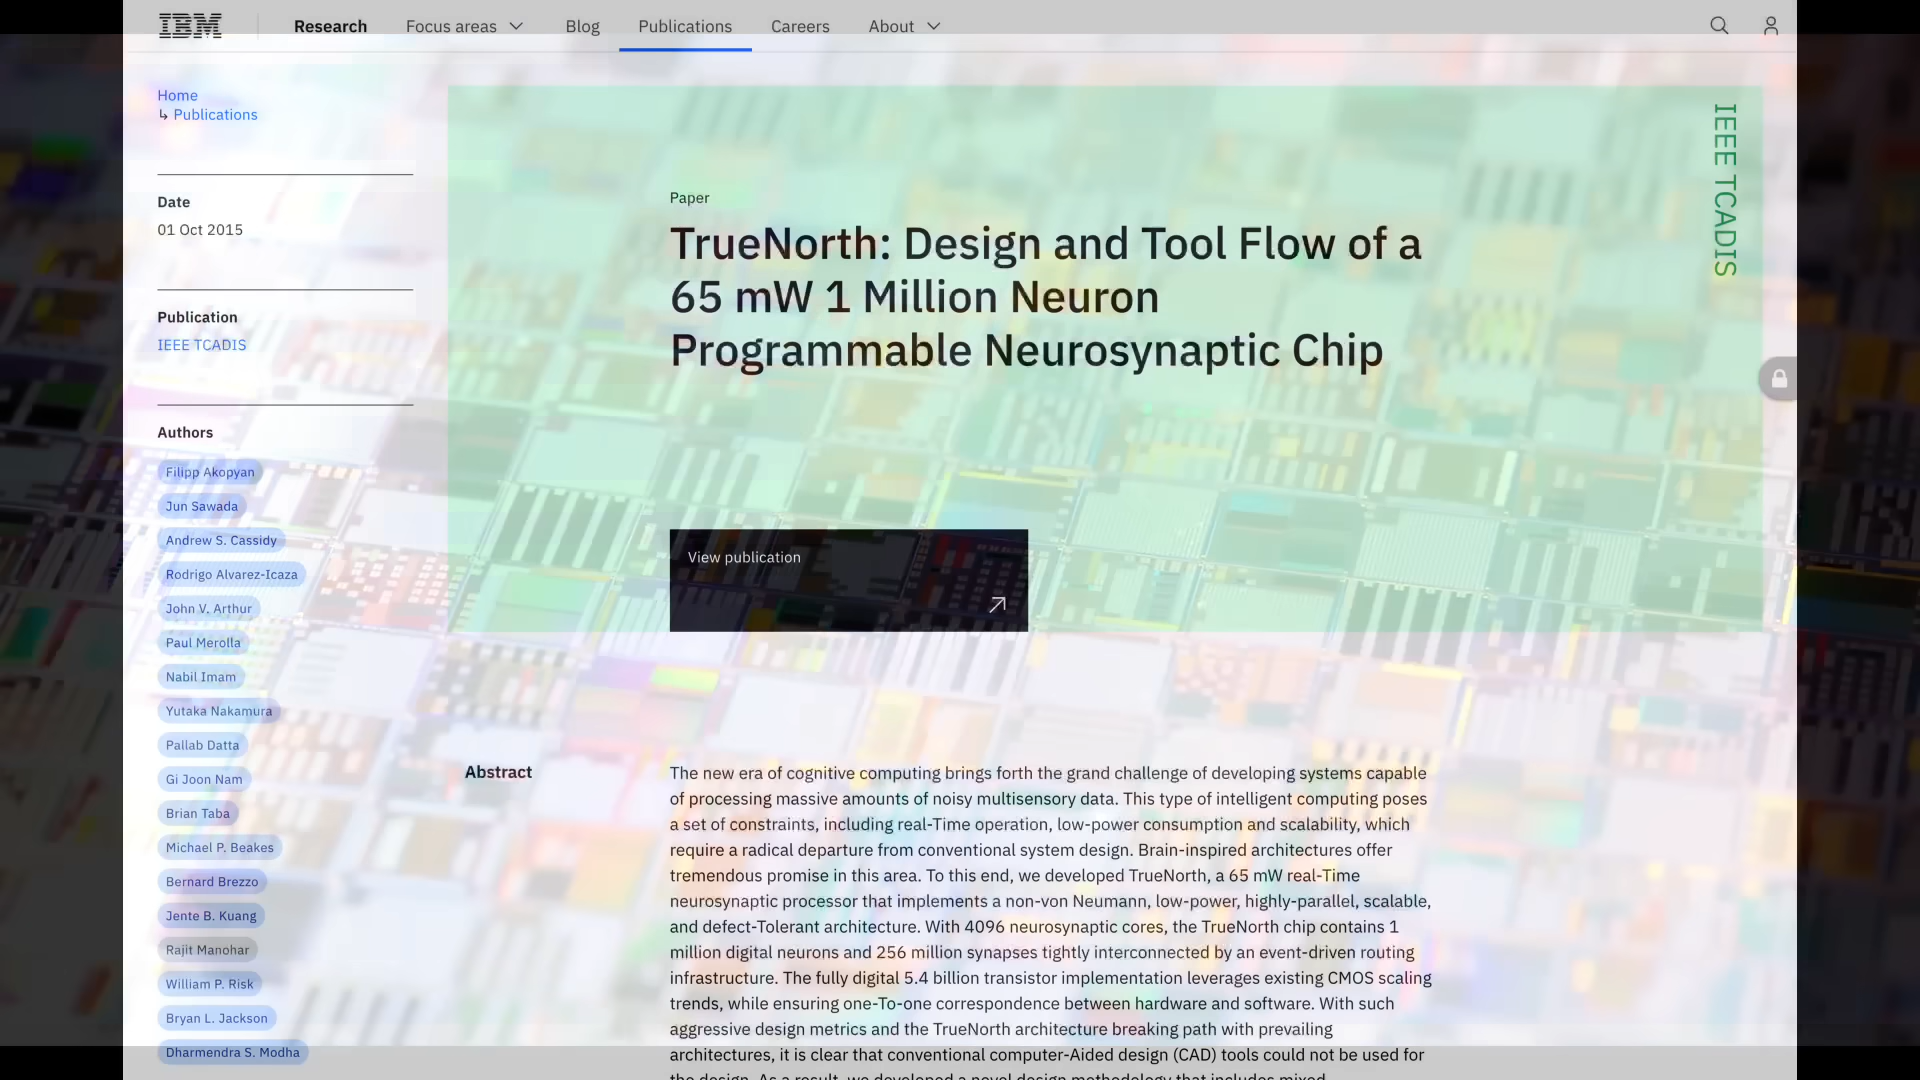 IBM
Research
Focus areas
Blog
Publications
Careers
About
Home
↳ Publications
Date
01 Oct 2015
Publication
IEEE TCADIS
Authors
Filipp Akopyan
Jun Sawada
Andrew S. Cassidy
Rodrigo Alvarez-Icaza
John V. Arthur
Paul Merolla
Nabil Imam
Yutaka Nakamura
Pallab Datta
Gi Joon Nam
Brian Taba
Michael P. Beakes
Bernard Brezzo
Jente B. Kuang
Rajit Manohar
William P. Risk
Bryan L. Jackson
Dharmendra S. Modha
Paper
TrueNorth: Design and Tool Flow of a
65 mW 1 Million Neuron
Programmable Neurosynaptic Chip
IEEE TCADIS
View publication
Abstract
The new era of cognitive computing brings forth the grand challenge of developing systems capable
of processing massive amounts of noisy multisensory data. This type of intelligent computing poses
a set of constraints, including real-Time operation, low-power consumption and scalability, which
require a radical departure from conventional system design. Brain-inspired architectures offer
tremendous promise in this area. To this end, we developed TrueNorth, a 65 mW real-Time
neurosynaptic processor that implements a non-von Neumann, low-power, highly-parallel, scalable,
and defect-Tolerant architecture. With 4096 neurosynaptic cores, the TrueNorth chip contains 1
million digital neurons and 256 million synapses tightly interconnected by an event-driven routing
infrastructure. The fully digital 5.4 billion transistor implementation leverages existing CMOS scaling
trends, while ensuring one-To-one correspondence between hardware and software. With such
aggressive design metrics and the TrueNorth architecture breaking path with prevailing
architectures, it is clear that conventional computer-Aided design (CAD) tools could not be used for
the design. As a result, we developed a novel design methodology that includes mixed